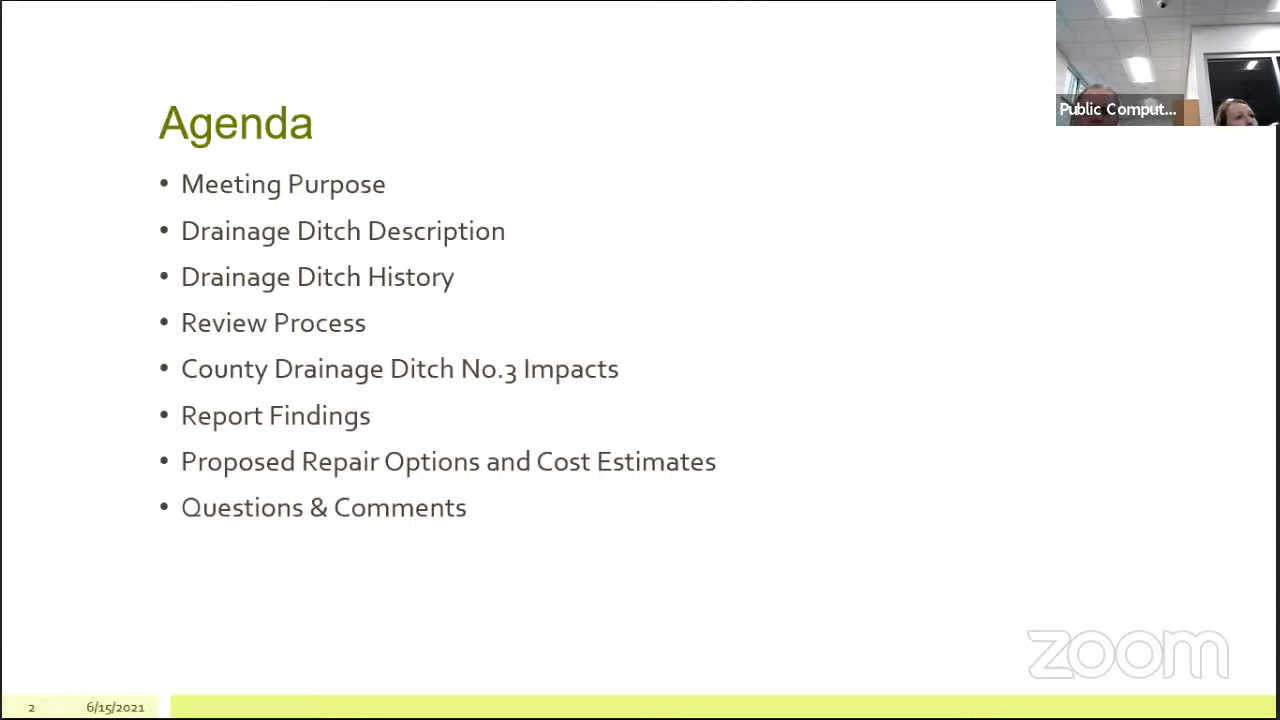 Public Comput...
Agenda
• Meeting Purpose
• Drainage Ditch Description
• Drainage Ditch History
• Review Process
• County Drainage Ditch No.3 Impacts
• Report Findings
• Proposed Repair Options and Cost Estimates
• Questions & Comments
zoom
2 6/15/2021